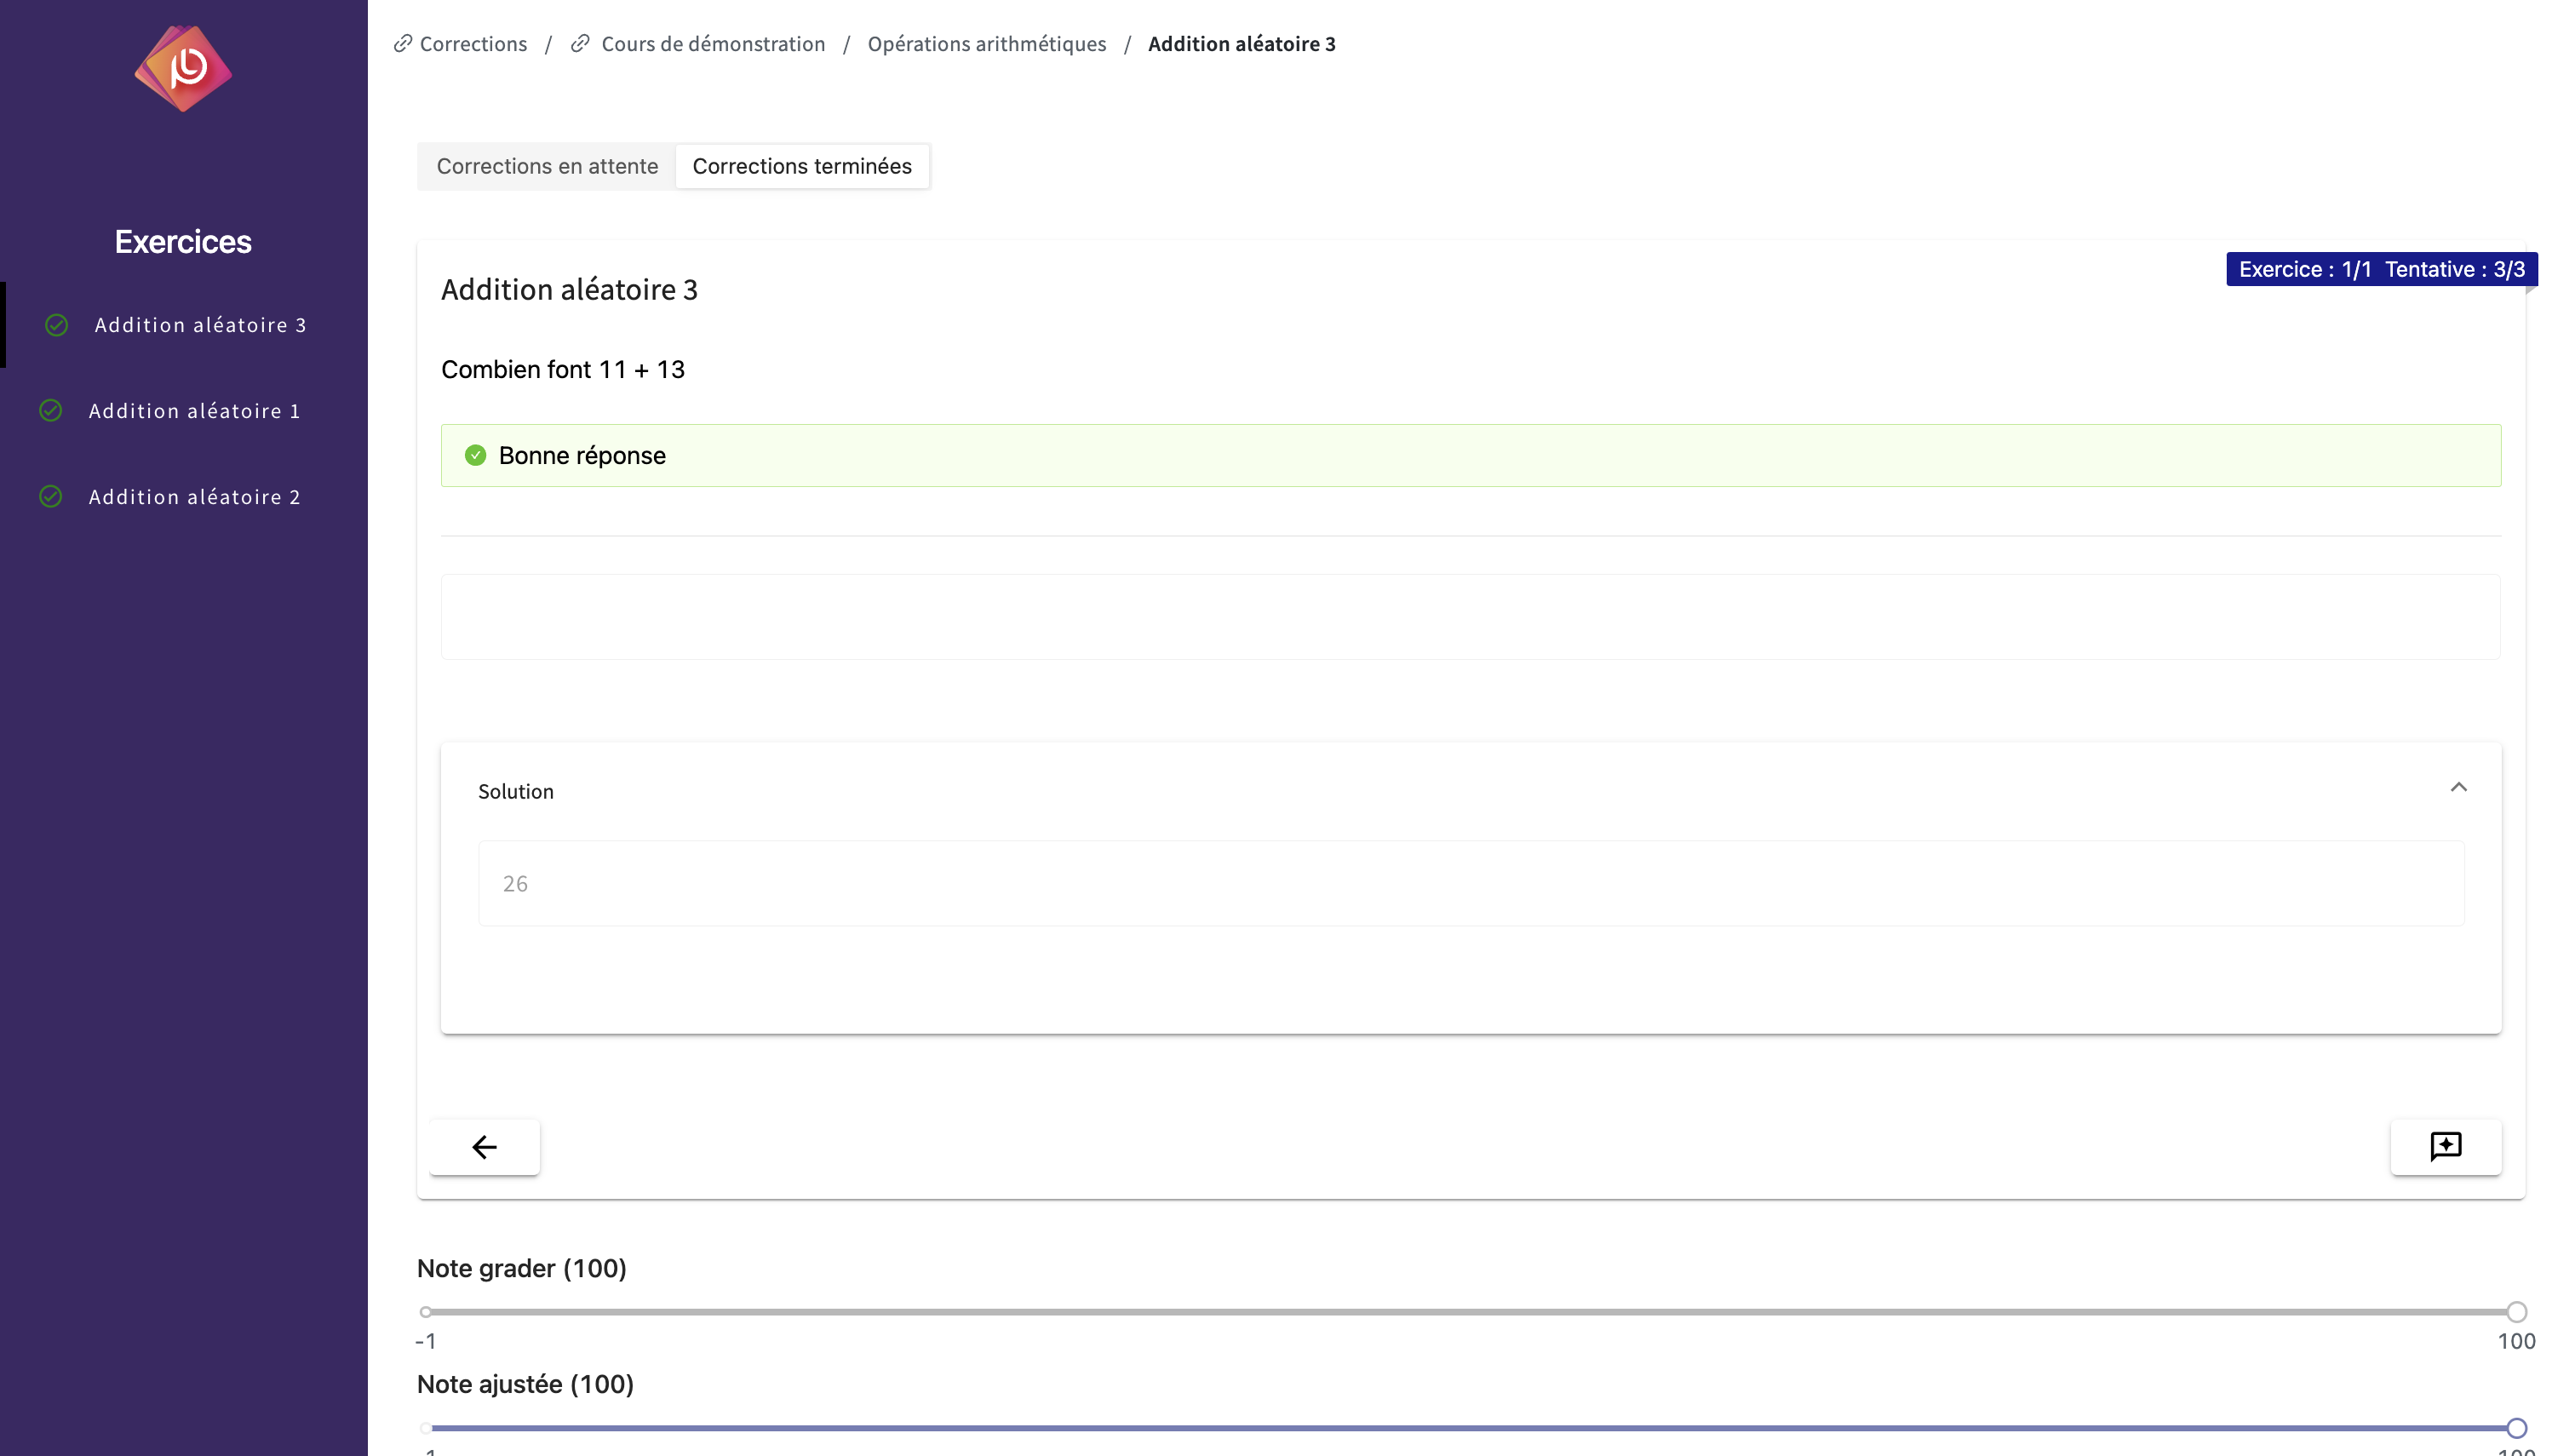 Corrections / Cours de démonstration / Opérations arithmétiques / Addition aléatoire 3
Corrections en attente
Corrections terminées
Exercices
Addition aléatoire 3
Addition aléatoire 1
Addition aléatoire 2
Exercice : 1/1 Tentative : 3/3
Addition aléatoire 3
Combien font 11 + 13
Bonne réponse
Solution
26
Note grader (100)
-1
100
Note ajustée (100)